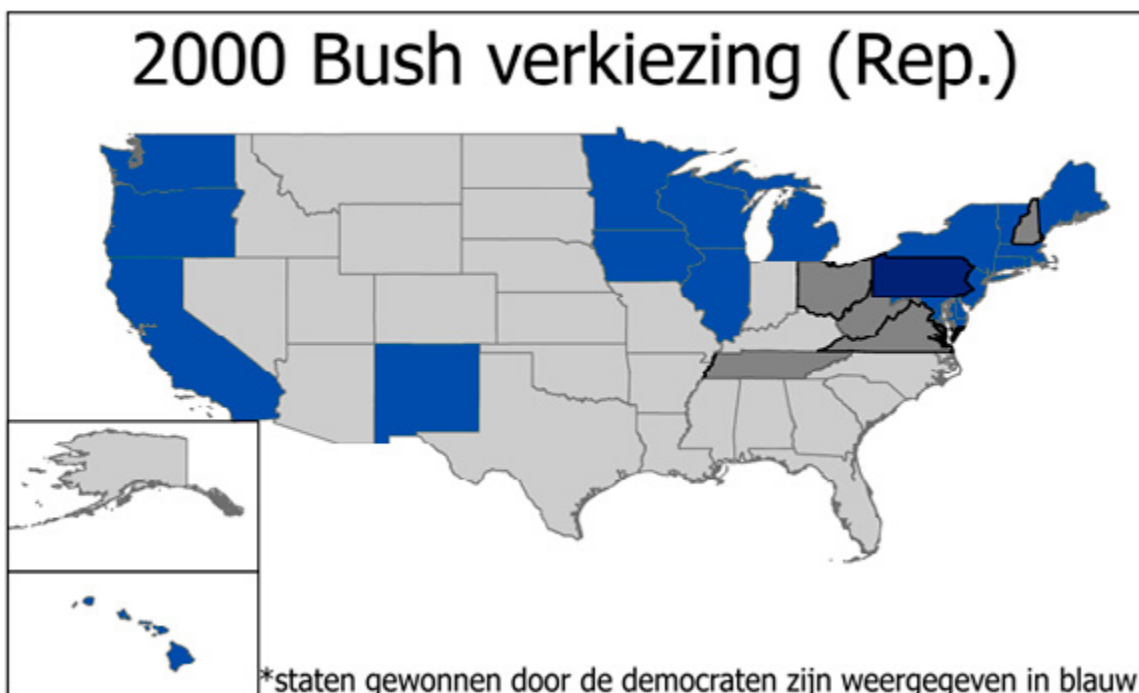 2000 Bush verkiezing (Rep.)
*staten gewonnen door de democraten zijn weergegeven in blauw